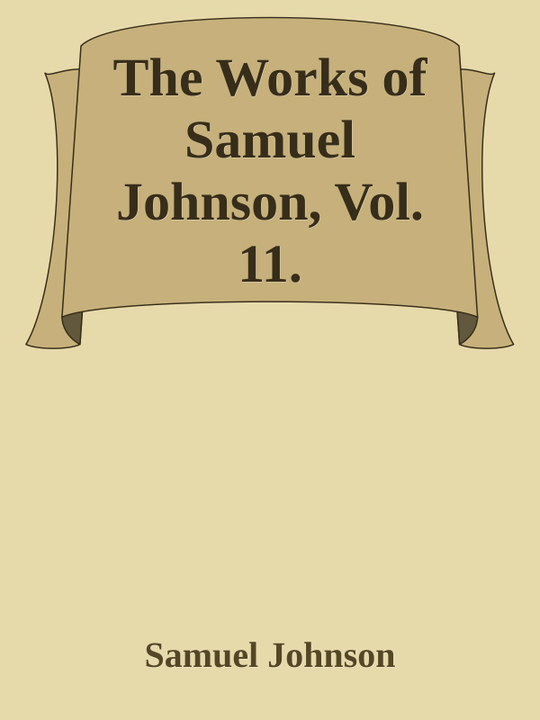 The Works of
Samuel
Johnson, Vol.
11.
Samuel Johnson